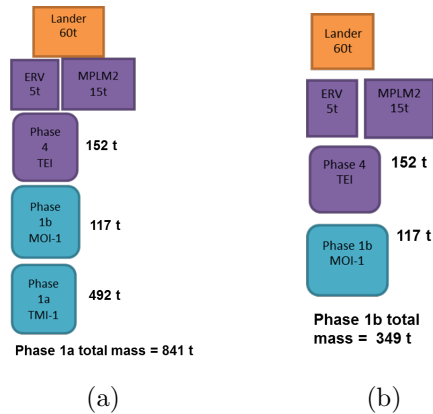 Lander
60t
ERV
5t
MPLM2
15t
Phase
4
TEI
152 t
Phase
1b
MOI-1
117 t
Phase
1a
TMI-1
492 t
Phase 1a total mass = 841 t
(a)
Lander
60t
ERV
5t
MPLM2
15t
Phase 4
TEI
152 t
Phase 1b
MOI-1
117 t
Phase 1b total
mass = 349 t
(b)